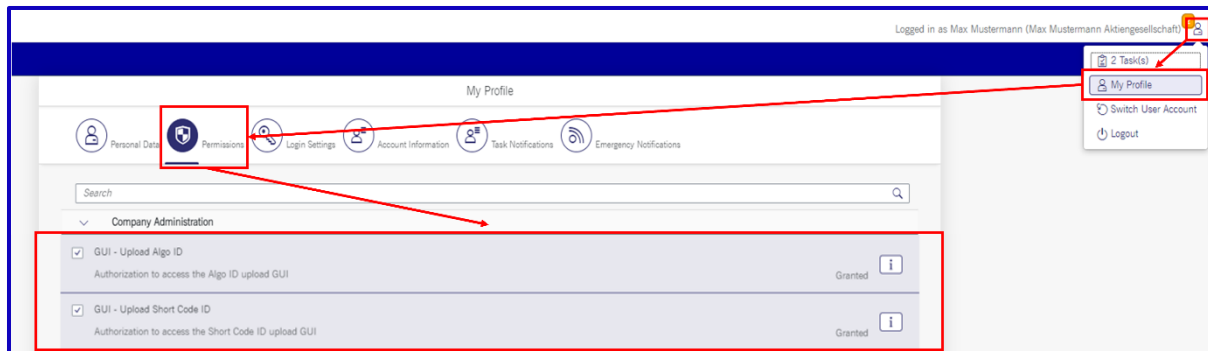 Logged in as Max Mustermann (Max Mustermann Aktiengesellschaft)
2 Task(s)
My Profile
Switch User Account
Logout
My Profile
Personal Data
Permissions
Login Settings
Account Information
Task Notifications
Emergency Notifications
Search
Company Administration
GUI - Upload Algo ID
Authorization to access the Algo ID upload GUI
Granted
i
GUI - Upload Short Code ID
Authorization to access the Short Code ID upload GUI
Granted
i